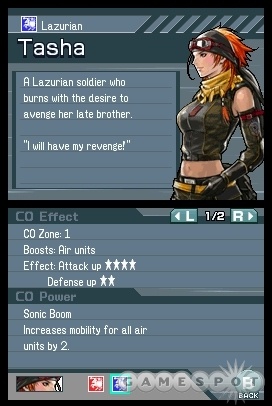 Lazurian
Tasha
A Lazurian soldier who
burns with the desire to
avenge her late brother.
"I will have my revenge!"
CO Effect
L 1/2 R
CO Zone: 1
Boosts: Air units
Effect: Attack up ★★★★
Defense up ★★
CO Power
Sonic Boom
Increases mobility for all air
units by 2.
B
BACK
GAMESPOT